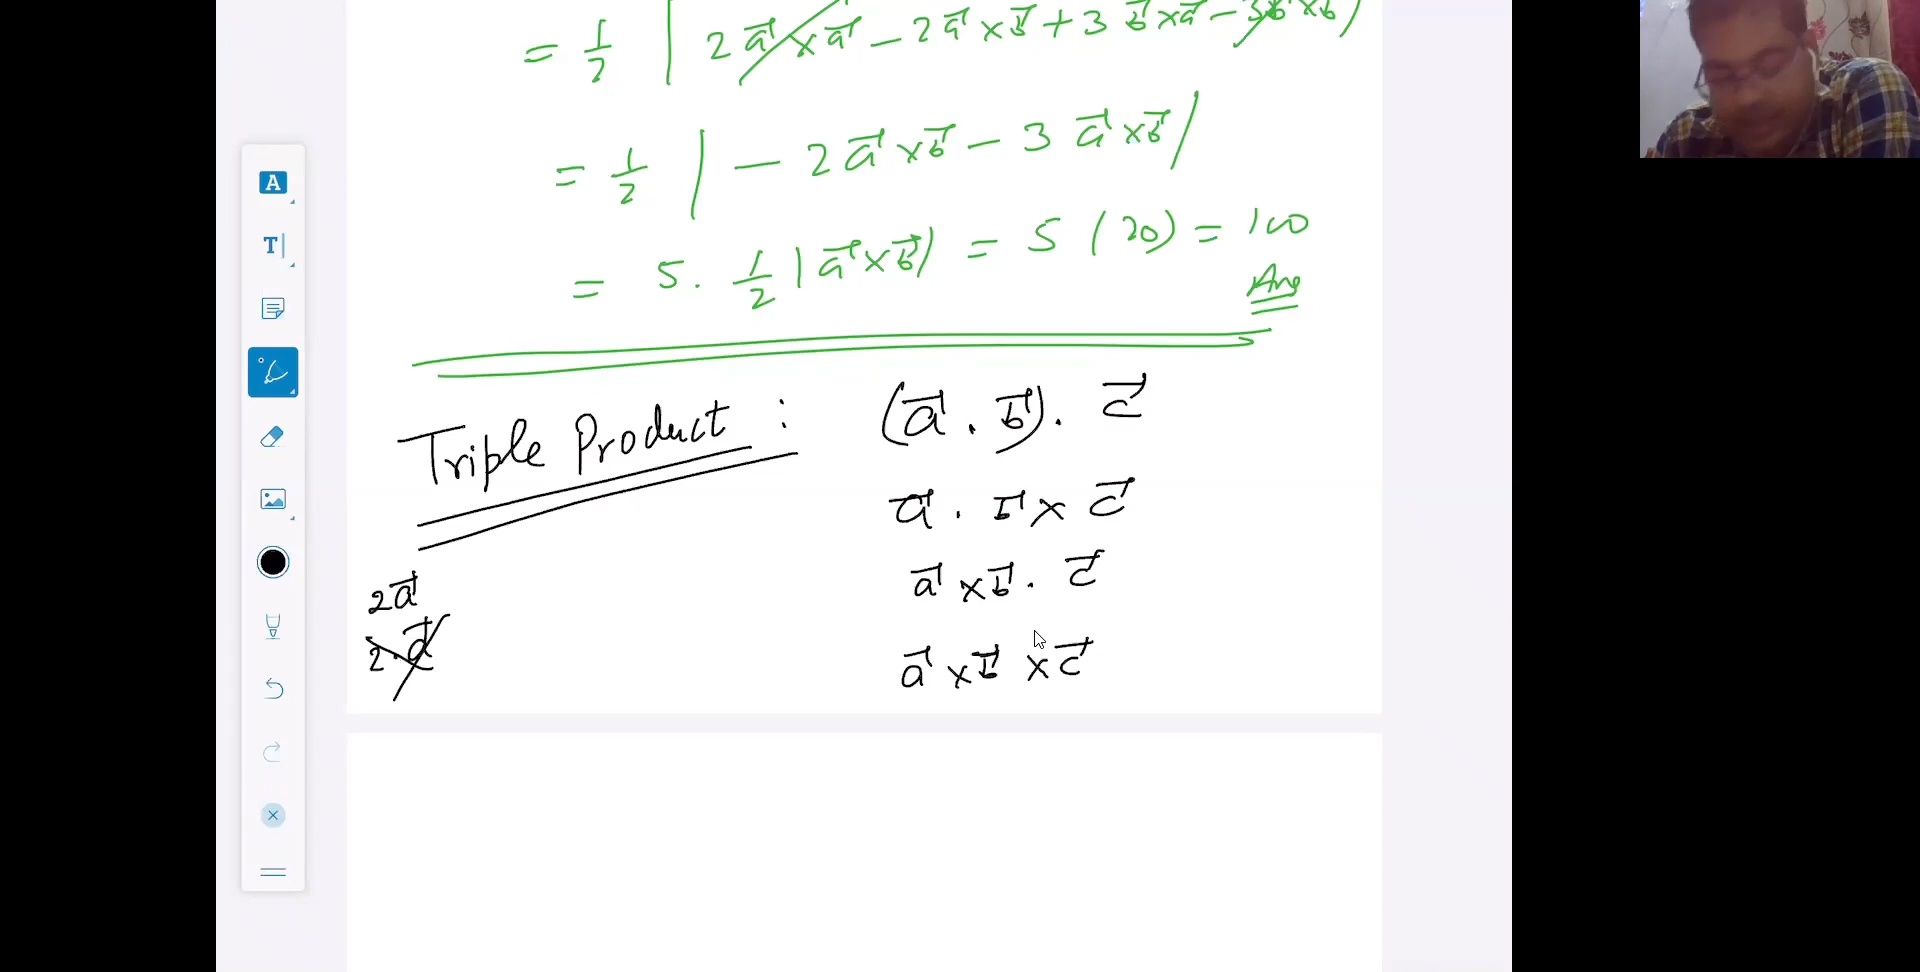 = 1/2 | 2 a⃗ × a⃗ − 2 a⃗ × b⃗ + 3 b⃗ × a⃗ − 3 b⃗ × b⃗ |
= 1/2 | − 2 a⃗ × b⃗ − 3 a⃗ × b⃗ |
= 5 . 1/2 | a⃗ × b⃗ | = 5 ( 20 ) = 100
Ans
Triple Product : ( a⃗ . b⃗ ) . c⃗
a⃗ . b⃗ × c⃗
a⃗ × b⃗ . c⃗
a⃗ × b⃗ × c⃗
2 a⃗
2 . a⃗
A
T